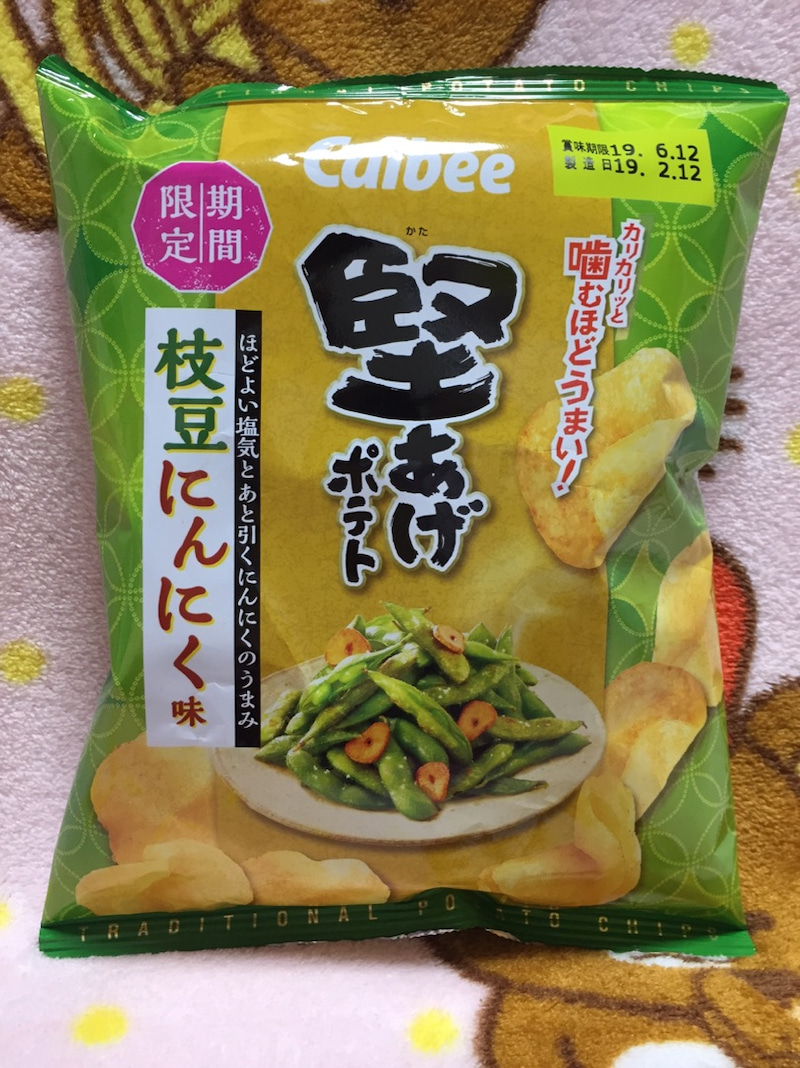 TIONAL POTATO CHIPS
Calbee
賞味期限19. 6.12
製造日19. 2.12
期間
限定
かた
堅あげ
ポテト
カリカリッと
噛むほどうまい!
ほどよい塩気とあと引くにんにくのうまみ
枝豆にんにく味
TRADITIONAL POTATO CHIPS